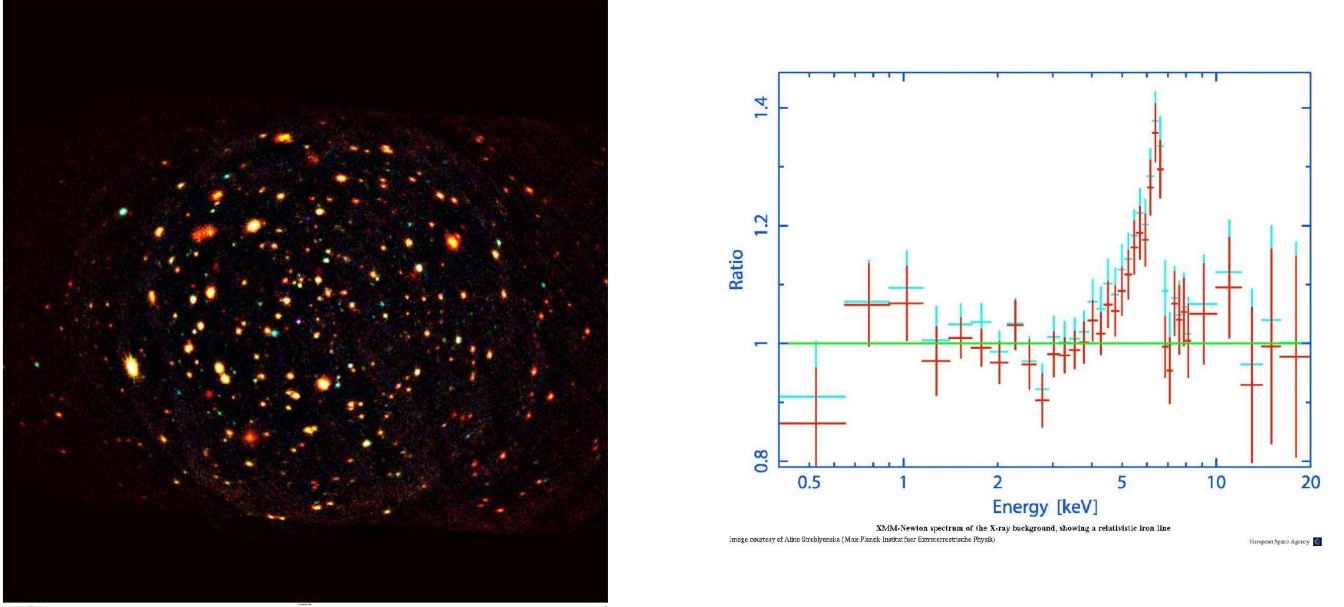 1.4
1.2
1
0.8
Ratio
0.5 1 2 5 10 20
Energy [keV]
XMM-Newton spectrum of the X-ray background, showing a relativistic iron line
Image courtesy of Alina Streblyanska (Max-Planck-Institut fuer Extraterrestrische Physik)
European Space Agency